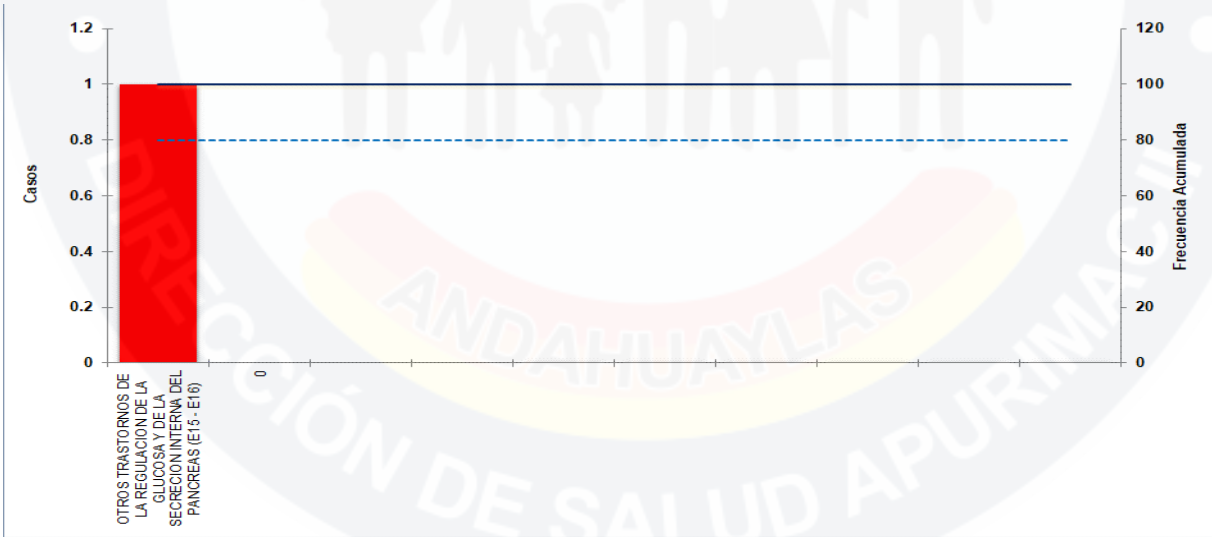 1.2
1
0.8
0.6
0.4
0.2
0
Casos
120
100
80
60
40
20
0
Frecuencia Acumulada
OTROS TRASTORNOS DE
LA REGULACION DE LA
GLUCOSA Y DE LA
SECRECION INTERNA DEL
PANCREAS (E15 - E16)
0
DIRECCIÓN DE SALUD APURIMAC II
ANDAHUAYLAS